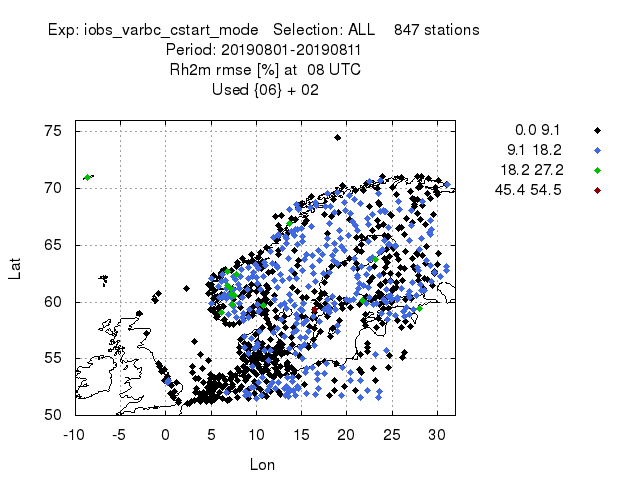 Exp: iobs_varbc_cstart_mode   Selection: ALL    847 stations
Period: 20190801-20190811
Rh2m rmse [%] at  08 UTC
Used {06} + 02
0.0 9.1
9.1 18.2
18.2 27.2
45.4 54.5
75
70
65
60
55
50
Lat
-10 -5 0 5 10 15 20 25 30
Lon